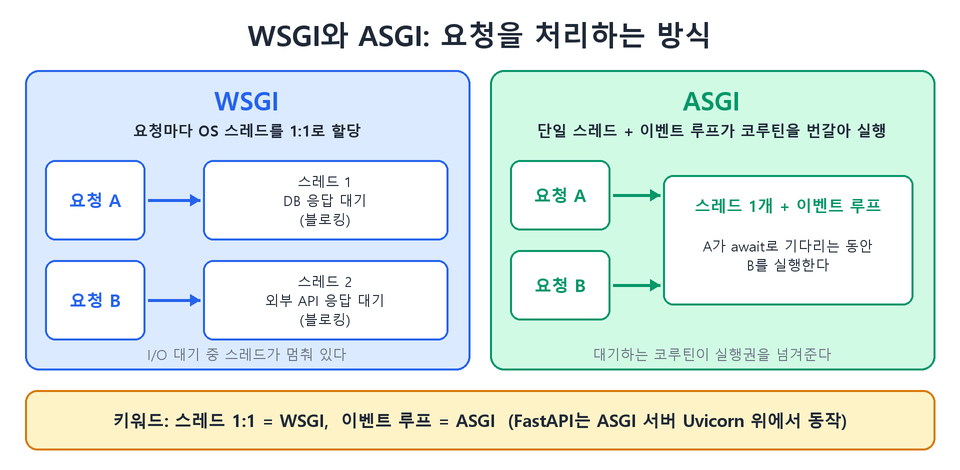 WSGI와 ASGI: 요청을 처리하는 방식
WSGI
요청마다 OS 스레드를 1:1로 할당
요청 A
스레드 1
DB 응답 대기
(블로킹)
요청 B
스레드 2
외부 API 응답 대기
(블로킹)
I/O 대기 중 스레드가 멈춰 있다
ASGI
단일 스레드 + 이벤트 루프가 코루틴을 번갈아 실행
요청 A
요청 B
스레드 1개 + 이벤트 루프
A가 await로 기다리는 동안
B를 실행한다
대기하는 코루틴이 실행권을 넘겨준다
키워드: 스레드 1:1 = WSGI, 이벤트 루프 = ASGI (FastAPI는 ASGI 서버 Uvicorn 위에서 동작)